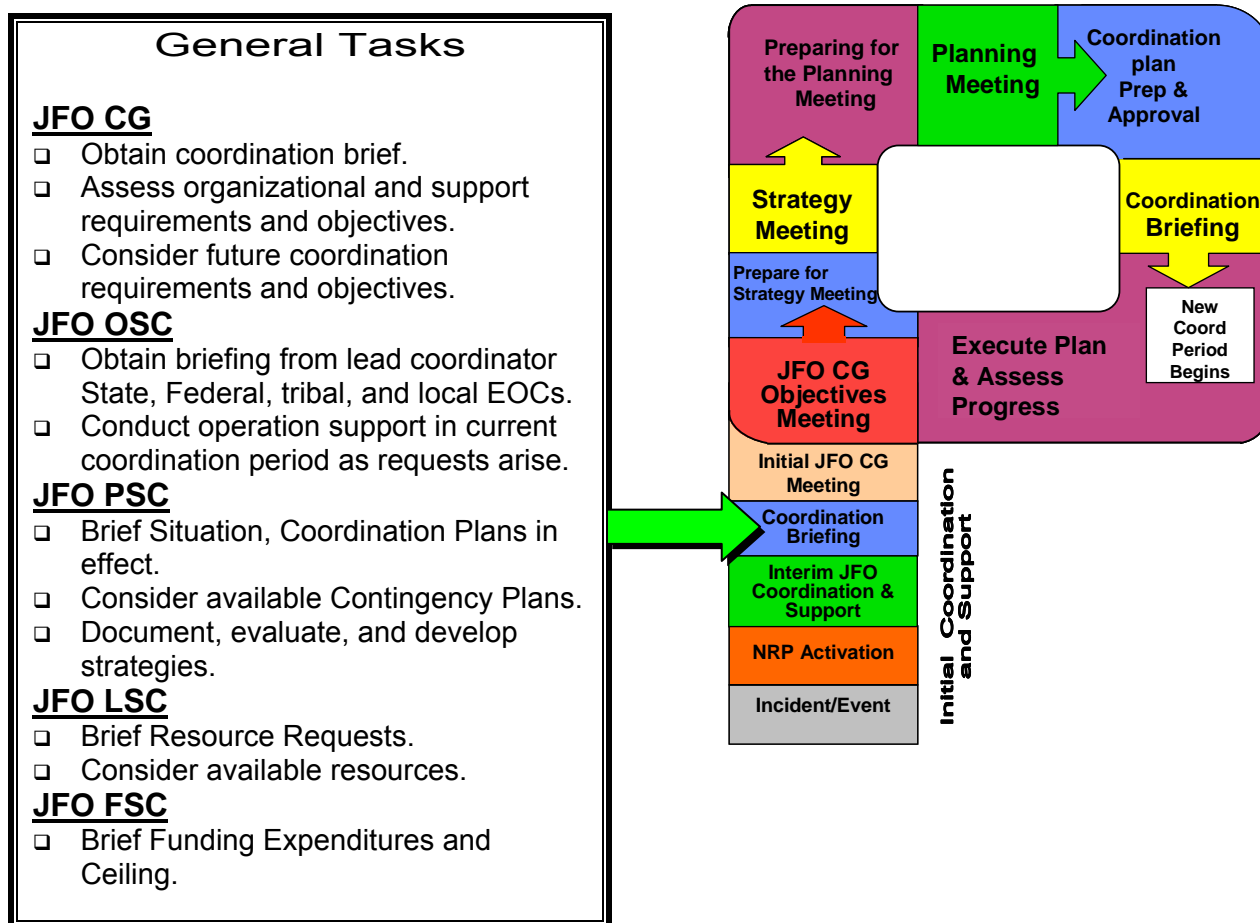 General Tasks
JFO CG
❑ Obtain coordination brief.
❑ Assess organizational and support
requirements and objectives.
❑ Consider future coordination
requirements and objectives.
JFO OSC
❑ Obtain briefing from lead coordinator
State, Federal, tribal, and local EOCs.
❑ Conduct operation support in current
coordination period as requests arise.
JFO PSC
❑ Brief Situation, Coordination Plans in
effect.
❑ Consider available Contingency Plans.
❑ Document, evaluate, and develop
strategies.
JFO LSC
❑ Brief Resource Requests.
❑ Consider available resources.
JFO FSC
❑ Brief Funding Expenditures and
Ceiling.
Preparing for
the Planning
Meeting
Planning
Meeting
Coordination
plan
Prep &
Approval
Strategy
Meeting
Coordination
Briefing
Prepare for
Strategy Meeting
New
Coord
Period
Begins
JFO CG
Objectives
Meeting
Execute Plan
& Assess
Progress
Initial JFO CG
Meeting
Coordination
Briefing
Interim JFO
Coordination &
Support
NRP Activation
Incident/Event
Initial Coordination
and Support